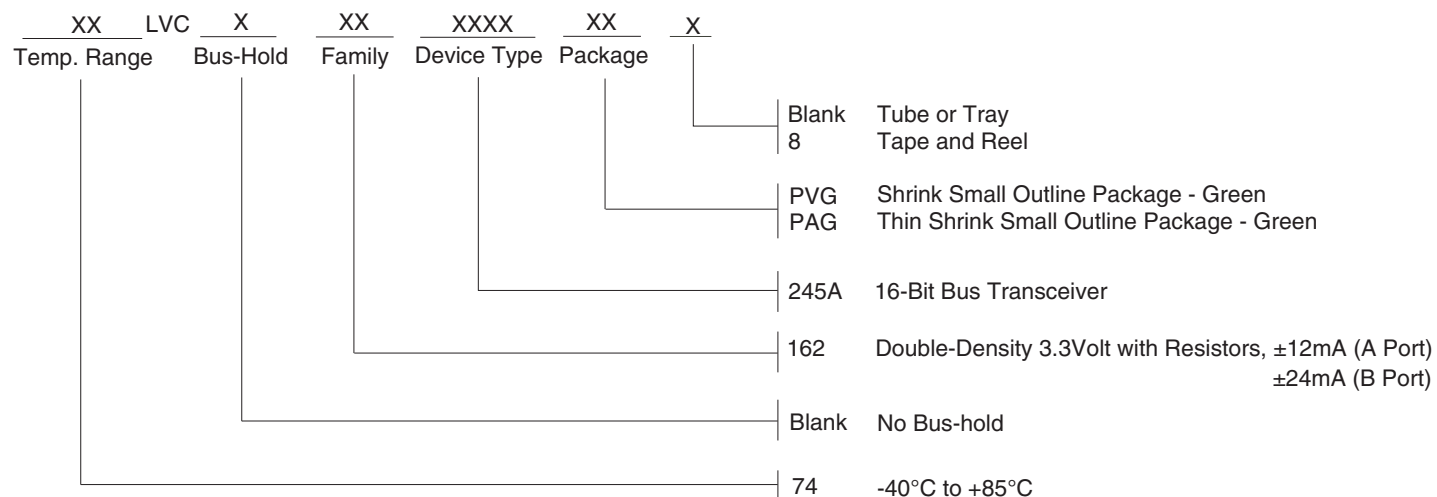 XX LVC X XX XXXX XX X
Temp. Range Bus-Hold Family Device Type Package
Blank Tube or Tray
8 Tape and Reel
PVG Shrink Small Outline Package - Green
PAG Thin Shrink Small Outline Package - Green
245A 16-Bit Bus Transceiver
162 Double-Density 3.3Volt with Resistors, ±12mA (A Port)
±24mA (B Port)
Blank No Bus-hold
74 -40°C to +85°C